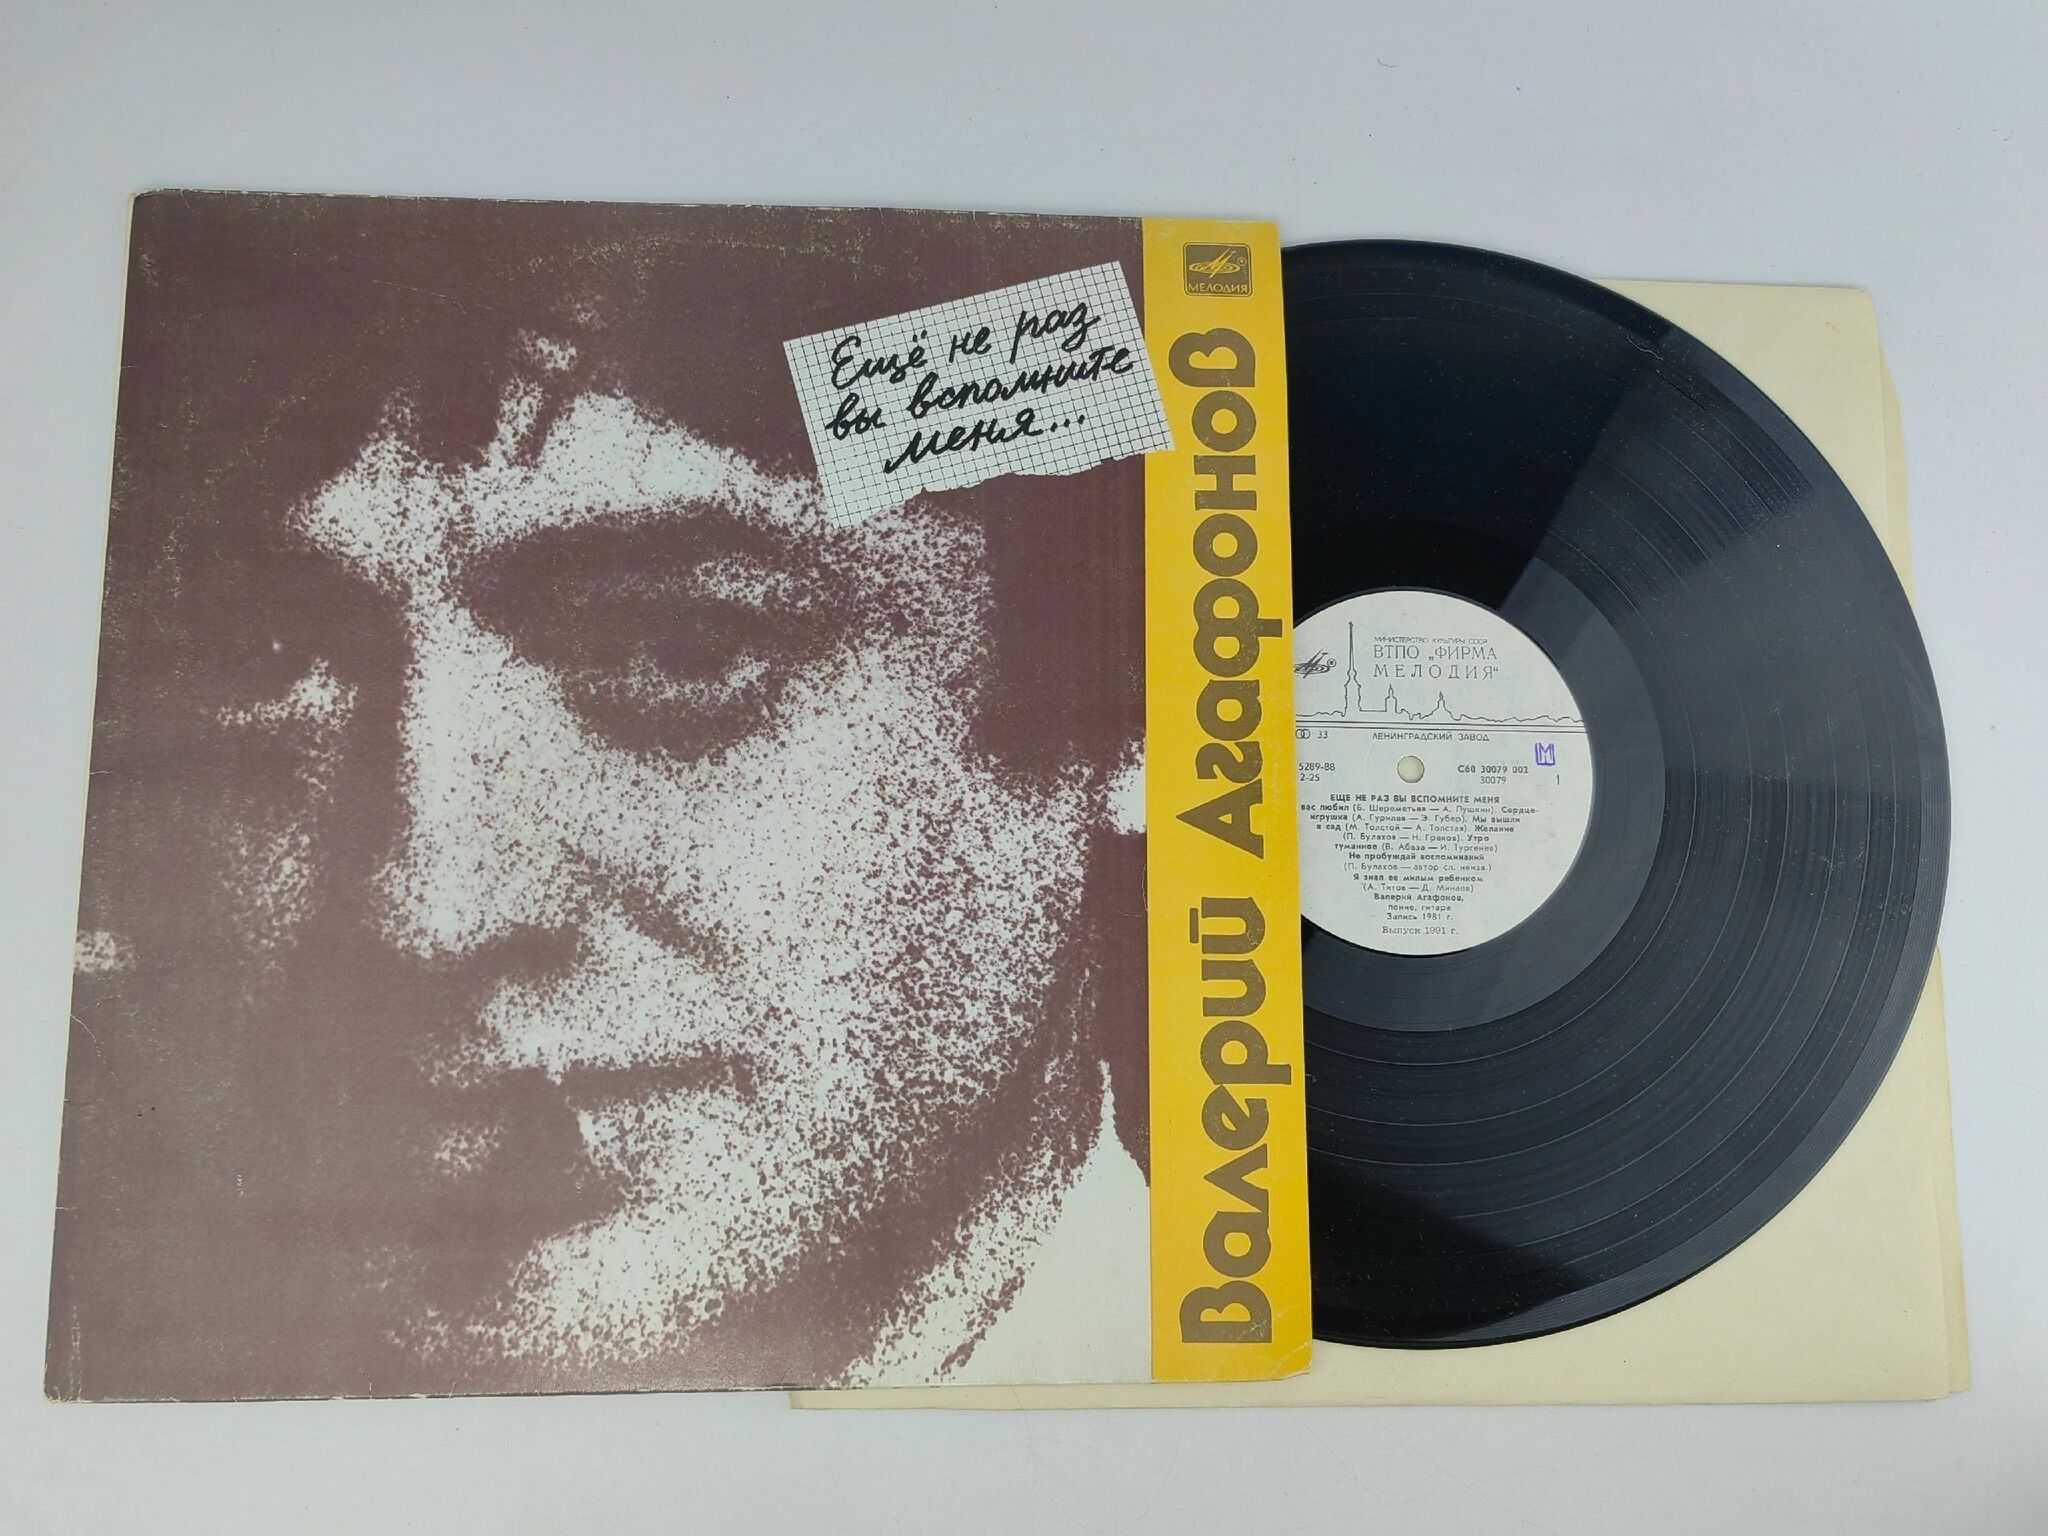 Ещё не раз
вы вспомните
меня...
МЕЛОДИЯ
Валерий Агафонов
МИНИСТЕРСТВО КУЛЬТУРЫ СССР
ВТПО „ФИРМА
МЕЛОДИЯ"
33
ЛЕНИНГРАДСКИЙ ЗАВОД
5289-88
2-25
С60 30079 002
30079
1
ЕЩЕ НЕ РАЗ ВЫ ВСПОМНИТЕ МЕНЯ
вас любил (Б. Шереметьев — А. Пушкин). Сердце-
игрушка (А. Гурилев — Э. Губер). Мы вышли
в сад (М. Толстой — А. Толстая). Желание
(П. Булахов — Н. Греков). Утро
туманное (В. Абаза — И. Тургенев)
Не пробуждай воспоминаний
(П. Булахов — автор сл. неизв.)
Я знал ее милым ребенком
(А. Титов — Д. Минаев)
Валерий Агафонов,
пение, гитара
Запись 1981 г.
Выпуск 1991 г.